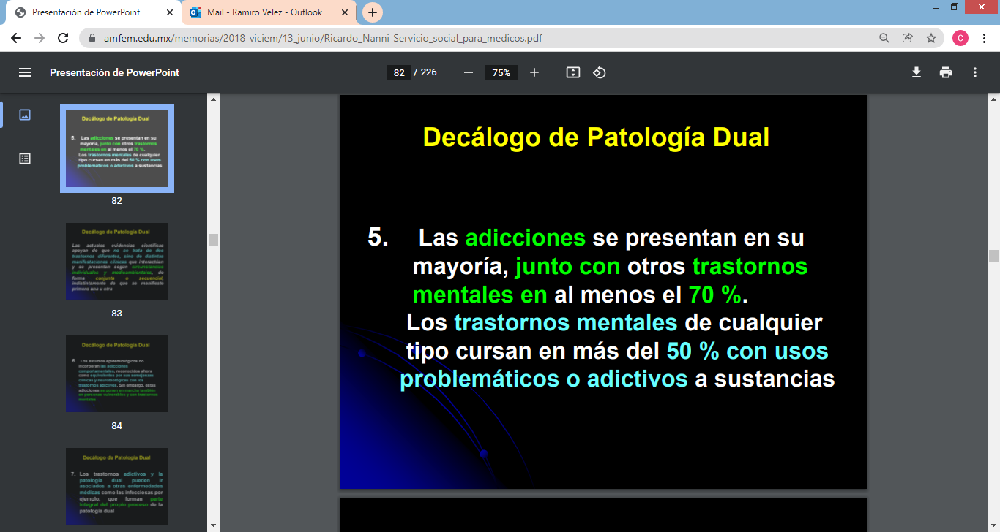 Presentación de PowerPoint
Mail - Ramiro Velez - Outlook
amfem.edu.mx/memorias/2018-viciem/13_junio/Ricardo_Nanni-Servicio_social_para_medicos.pdf
C
Presentación de PowerPoint
82 / 226
75%
Decálogo de Patología Dual
5. Las adicciones se presentan en su
mayoría, junto con otros trastornos
mentales en al menos el 70 %.
Los trastornos mentales de cualquier
tipo cursan en más del 50 % con usos
problemáticos o adictivos a sustancias
82
Decálogo de Patología Dual
Las actuales evidencias científicas
apoyan de que no se trata de dos
trastornos diferentes, sino de distintas
manifestaciones clínicas que interactúan
y se presentan según circunstancias
individuales y medioambientales, de
forma conjunta o secuencial,
indistintamente de que se manifieste
primero una u otra
83
Decálogo de Patología Dual
6. Los estudios epidemiológicos no
incorporan las adicciones
comportamentales, reconocidos ahora
como equivalentes por sus semejanzas
clínicas y neurobiológicas con los
trastornos adictivos. Sin embargo, estas
adicciones se ponen en marcha también
en personas vulnerables y con trastornos
mentales
84
Decálogo de Patología Dual
7. Los trastornos adictivos y la
patología dual pueden ir
asociados a otras enfermedades
médicas como las infecciosas por
ejemplo, que forman parte
integral del propio proceso de la
patología dual
Decálogo de Patología Dual
5. Las adicciones se presentan en su
mayoría, junto con otros trastornos
mentales en al menos el 70 %.
Los trastornos mentales de cualquier
tipo cursan en más del 50 % con usos
problemáticos o adictivos a sustancias